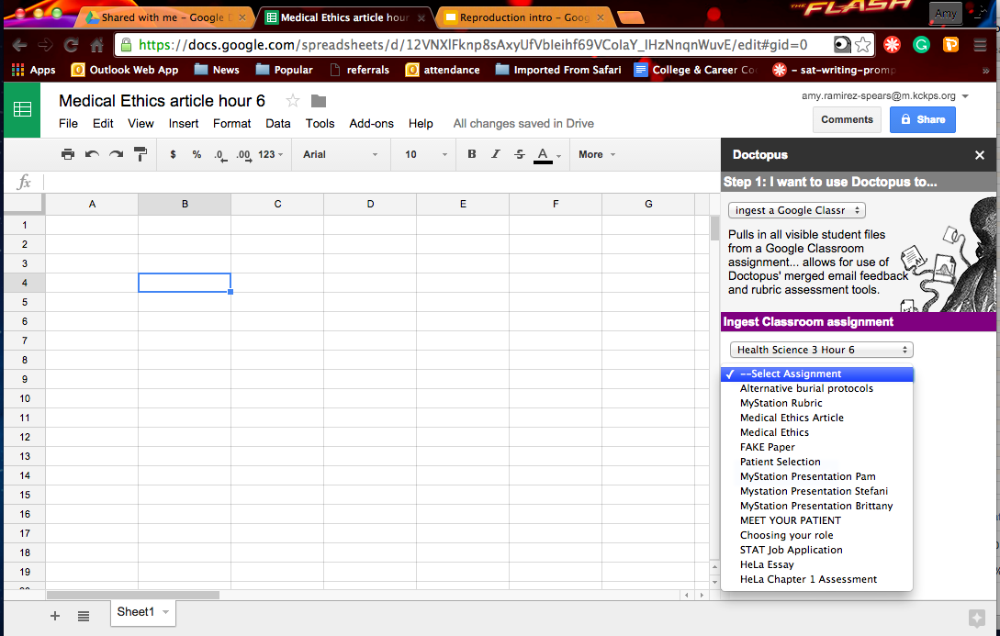 Shared with me – Google D
Medical Ethics article hour
Reproduction intro – Goog
THE FLASH
Amy
https://docs.google.com/spreadsheets/d/12VNXlFknp8sAxyUfVbleihf69VColaY_IHzNnqnWuvE/edit#gid=0
Apps
Outlook Web App
News
Popular
referrals
attendance
Imported From Safari
College & Career Co
– sat-writing-promp
»
Medical Ethics article hour 6
amy.ramirez-spears@m.kckps.org
File Edit View Insert Format Data Tools Add-ons Help All changes saved in Drive
Comments
Share
$ % .0 .00 123 Arial 10 B I S A More
fx
A B C D E F G
1
2
3
4
5
6
7
8
9
10
11
12
13
14
15
16
17
18
19
Sheet1
Doctopus
Step 1: I want to use Doctopus to...
ingest a Google Classr
Pulls in all visible student files
from a Google Classroom
assignment... allows for use of
Doctopus' merged email feedback
and rubric assessment tools.
Ingest Classroom assignment
Health Science 3 Hour 6
--Select Assignment
Alternative burial protocols
MyStation Rubric
Medical Ethics Article
Medical Ethics
FAKE Paper
Patient Selection
MyStation Presentation Pam
Mystation Presentation Stefani
MyStation Presentation Brittany
MEET YOUR PATIENT
Choosing your role
STAT Job Application
HeLa Essay
HeLa Chapter 1 Assessment